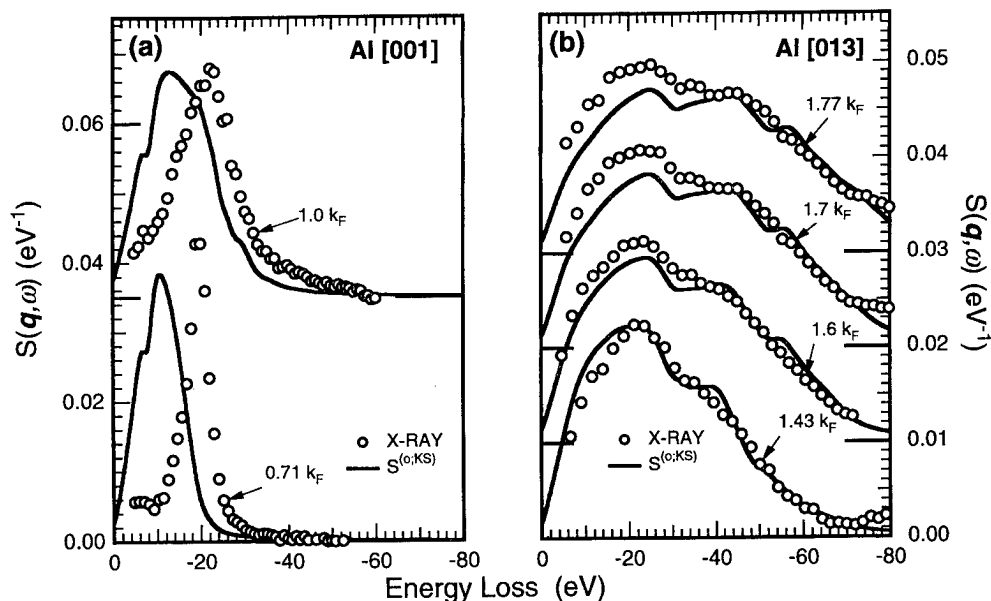 (a)
Al [001]
0.06
0.04
0.02
0.00
S(q,ω) (eV⁻¹)
1.0 k_F
X-RAY
S^(o;KS)
0.71 k_F
0
-20
-40
-60
-80
(b)
Al [013]
0.05
0.04
0.03
0.02
0.01
0.00
S(q,ω) (eV⁻¹)
1.77 k_F
1.7 k_F
1.6 k_F
1.43 k_F
X-RAY
S^(o;KS)
0
-20
-40
-60
-80
Energy Loss (eV)